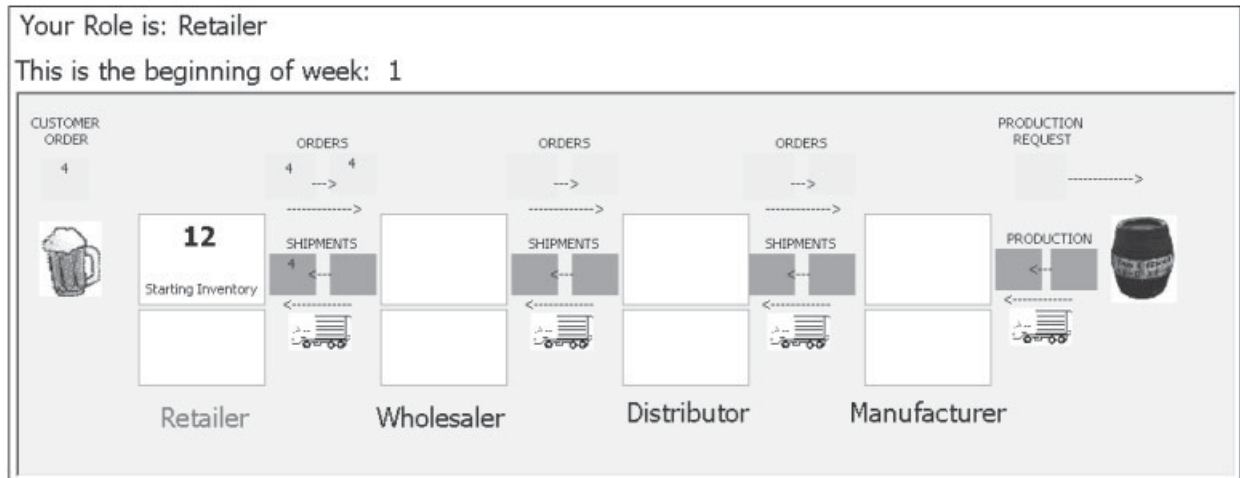 Your Role is: Retailer
This is the beginning of week: 1
CUSTOMER
ORDER
4
ORDERS
4 4
--->
------------->
ORDERS
--->
------------->
ORDERS
--->
------------->
PRODUCTION
REQUEST
------------->
12
Starting Inventory
SHIPMENTS
4
<---
<------------
SHIPMENTS
<---
<------------
SHIPMENTS
<---
<------------
PRODUCTION
<---
<------------
Retailer
Wholesaler
Distributor
Manufacturer